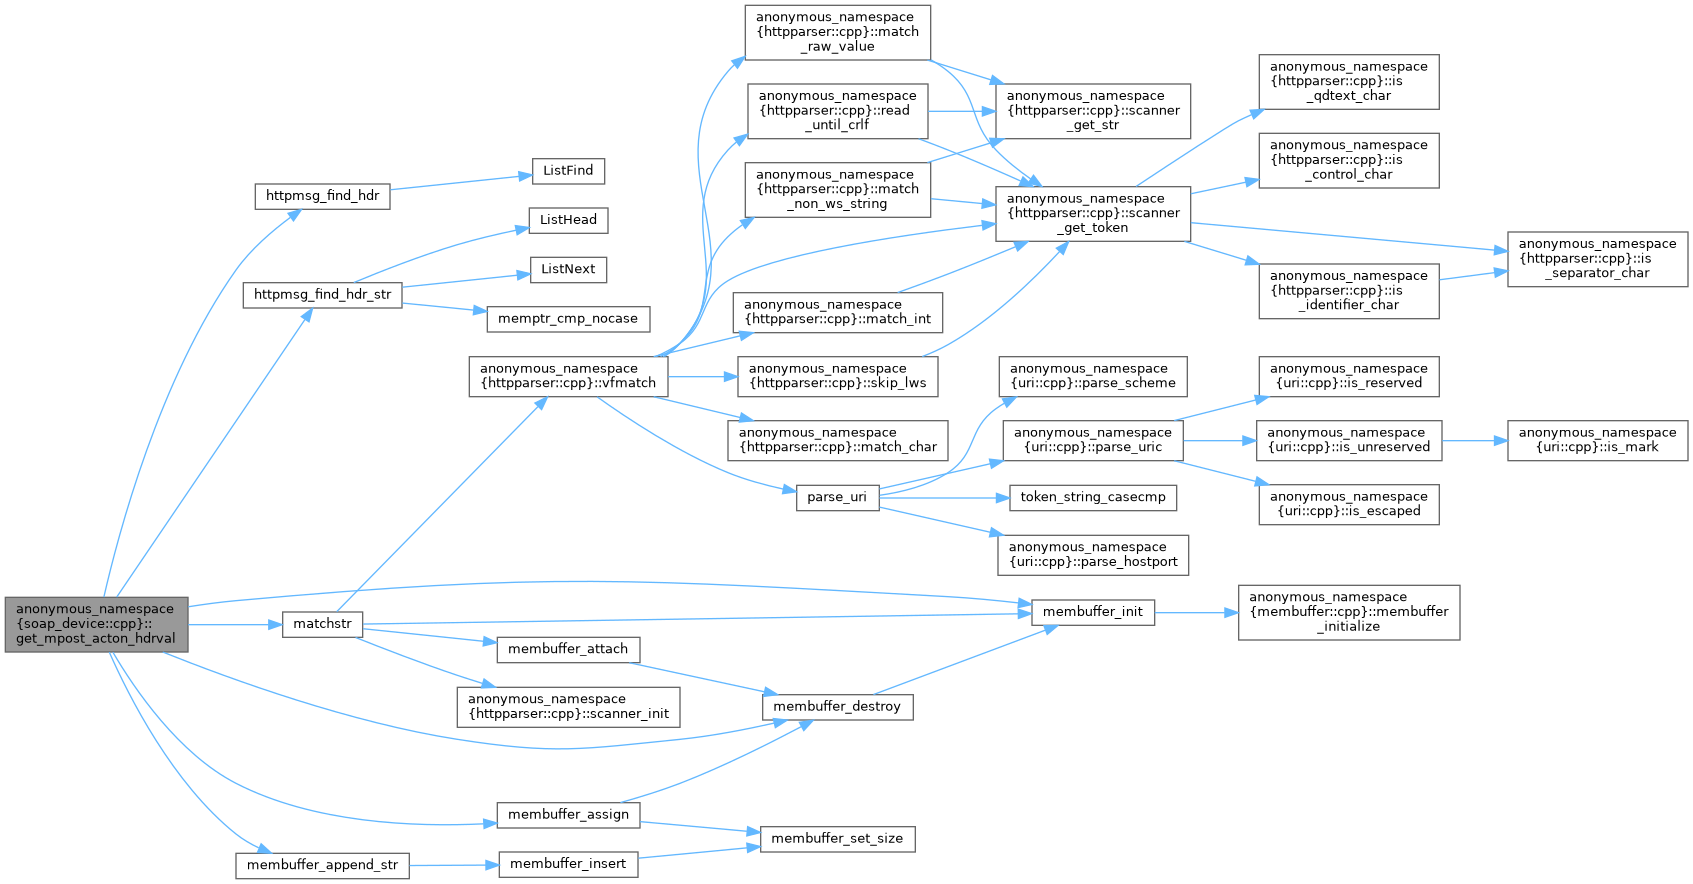 anonymous_namespace
{soap_device::cpp}::
get_mpost_acton_hdrval
httpmsg_find_hdr
ListFind
httpmsg_find_hdr_str
ListHead
ListNext
memptr_cmp_nocase
matchstr
anonymous_namespace
{httpparser::cpp}::vfmatch
anonymous_namespace
{httpparser::cpp}::match
_raw_value
anonymous_namespace
{httpparser::cpp}::read
_until_crlf
anonymous_namespace
{httpparser::cpp}::match
_non_ws_string
anonymous_namespace
{httpparser::cpp}::match_int
anonymous_namespace
{httpparser::cpp}::skip_lws
anonymous_namespace
{httpparser::cpp}::match_char
parse_uri
anonymous_namespace
{httpparser::cpp}::scanner
_get_str
anonymous_namespace
{httpparser::cpp}::scanner
_get_token
anonymous_namespace
{httpparser::cpp}::is
_qdtext_char
anonymous_namespace
{httpparser::cpp}::is
_control_char
anonymous_namespace
{httpparser::cpp}::is
_identifier_char
anonymous_namespace
{httpparser::cpp}::is
_separator_char
anonymous_namespace
{uri::cpp}::parse_scheme
anonymous_namespace
{uri::cpp}::parse_uric
token_string_casecmp
anonymous_namespace
{uri::cpp}::parse_hostport
anonymous_namespace
{uri::cpp}::is_reserved
anonymous_namespace
{uri::cpp}::is_unreserved
anonymous_namespace
{uri::cpp}::is_escaped
anonymous_namespace
{uri::cpp}::is_mark
membuffer_init
anonymous_namespace
{membuffer::cpp}::membuffer
_initialize
membuffer_attach
anonymous_namespace
{httpparser::cpp}::scanner_init
membuffer_destroy
membuffer_assign
membuffer_set_size
membuffer_append_str
membuffer_insert